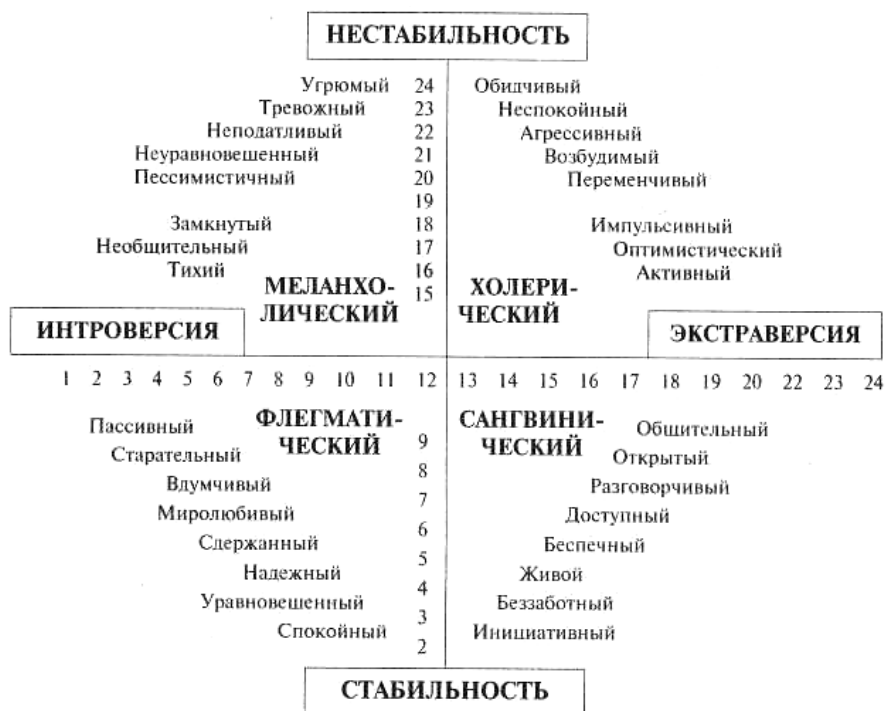 НЕСТАБИЛЬНОСТЬ
Угрюмый 24 Обидчивый
Тревожный 23 Неспокойный
Неподатливый 22 Агрессивный
Неуравновешенный 21 Возбудимый
Пессимистичный 20 Переменчивый
19
Замкнутый 18 Импульсивный
Необщительный 17 Оптимистический
Тихий 16 Активный
МЕЛАНХО- 15 ХОЛЕРИ-
ЛИЧЕСКИЙ ЧЕСКИЙ
ИНТРОВЕРСИЯ ЭКСТРАВЕРСИЯ
1 2 3 4 5 6 7 8 9 10 11 12 13 14 15 16 17 18 19 20 22 23 24
Пассивный ФЛЕГМАТИ- САНГВИНИ- Общительный
ЧЕСКИЙ 9 ЧЕСКИЙ
Старательный 8 Открытый
Вдумчивый 7 Разговорчивый
Миролюбивый 6 Доступный
Сдержанный 5 Беспечный
Надежный 4 Живой
Уравновешенный 3 Беззаботный
Спокойный 2 Инициативный
СТАБИЛЬНОСТЬ